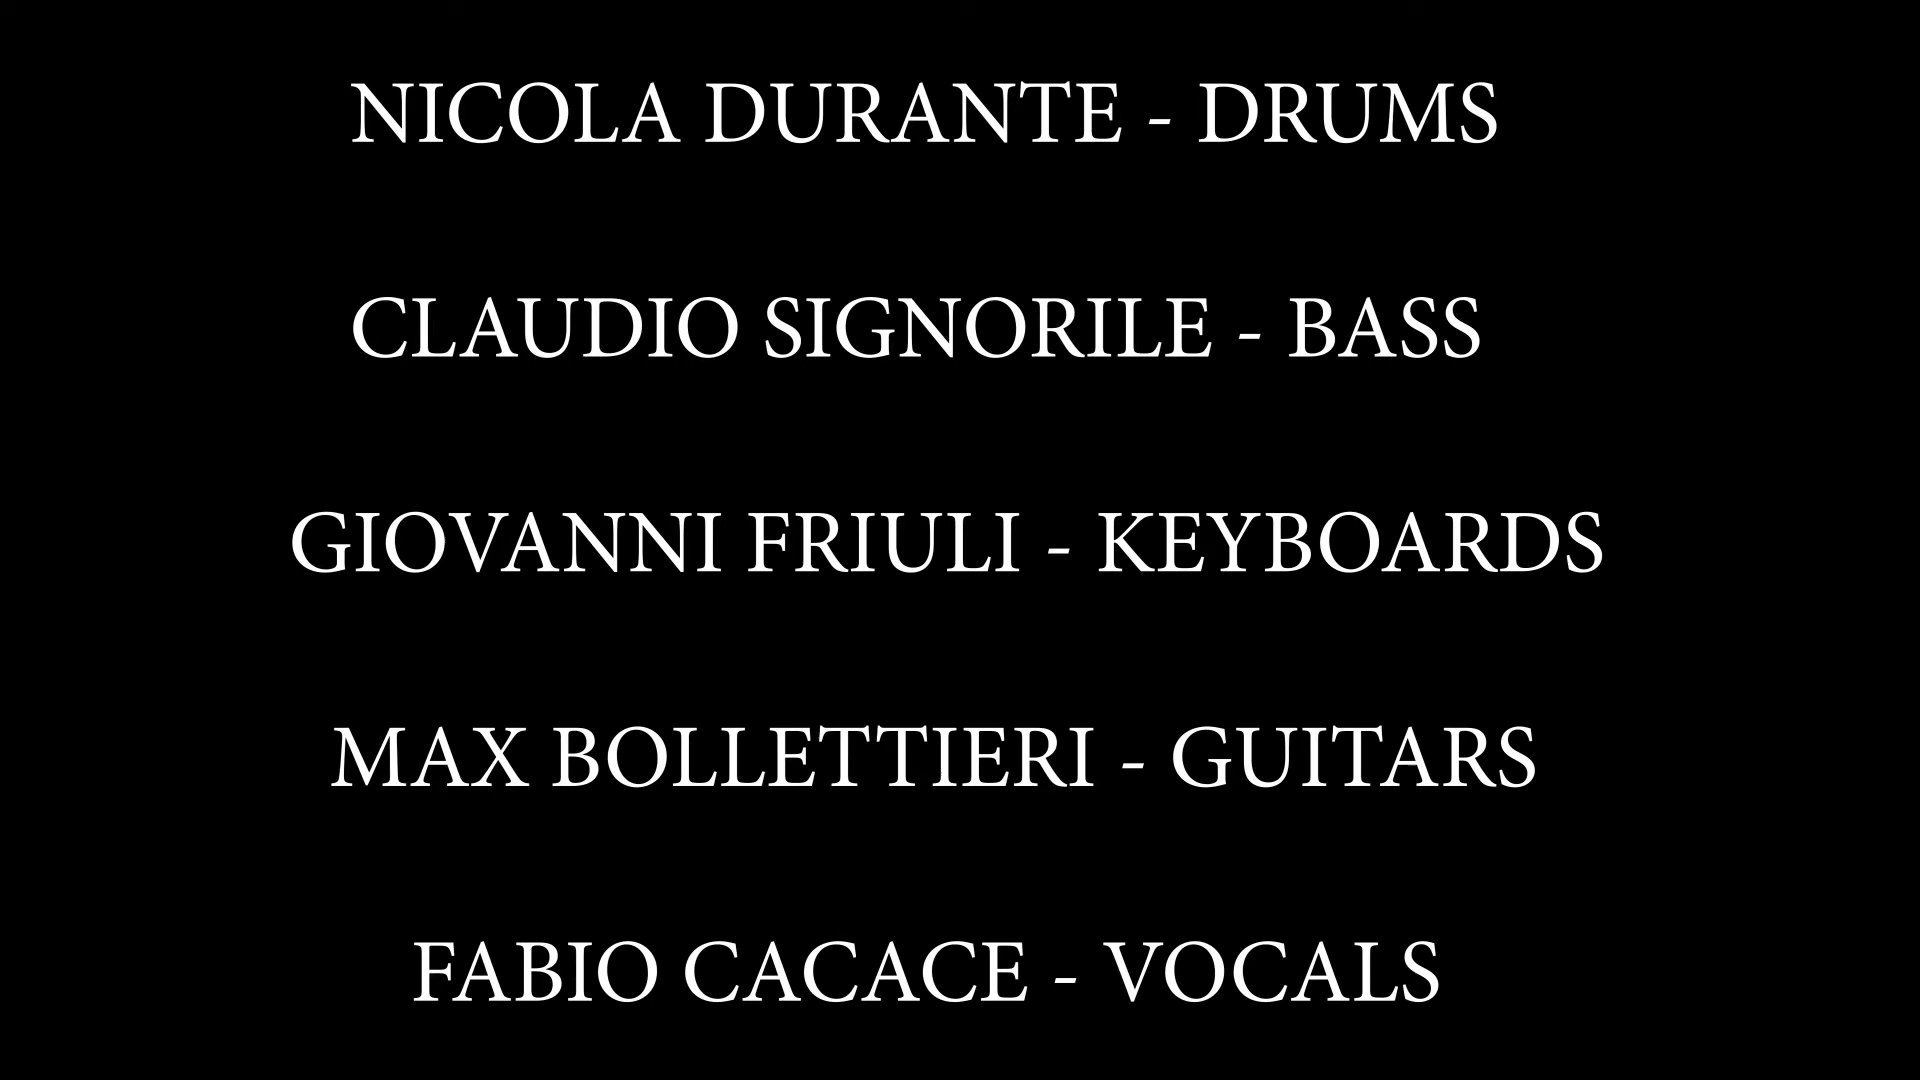 NICOLA DURANTE - DRUMS
CLAUDIO SIGNORILE - BASS
GIOVANNI FRIULI - KEYBOARDS
MAX BOLLETTIERI - GUITARS
FABIO CACACE - VOCALS